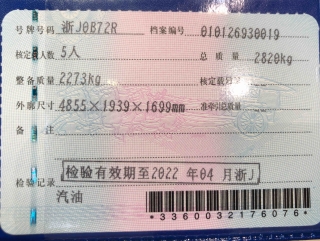 号牌号码 浙J0B72R 档案编号 010126930019
核定载人数 5人 总质量 2820kg
整备质量 2273kg 核定载质量
外廓尺寸 4855×1939×1699mm 准牵引总质量
备注
检验有效期至2022 年04 月浙J
检验记录
汽油
*3360032176076*